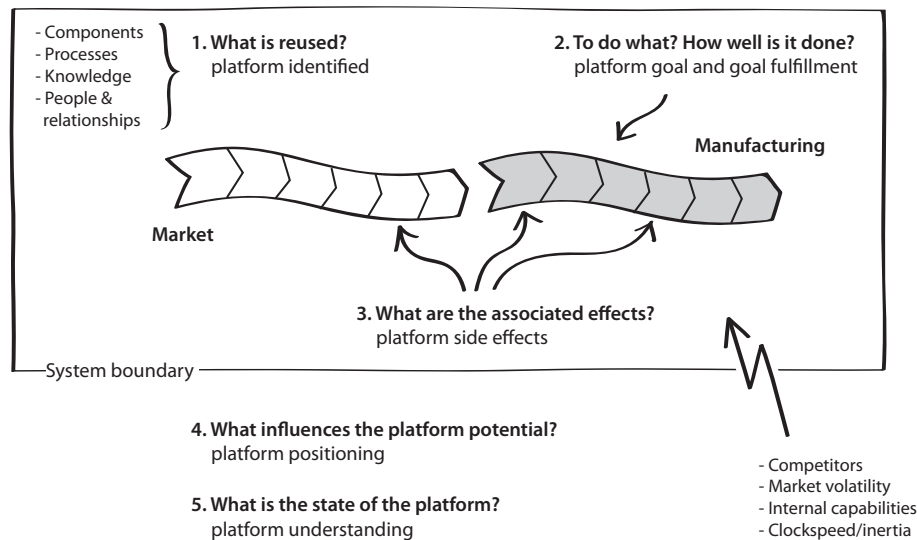 - Components
- Processes
- Knowledge
- People &
relationships
1. What is reused?
platform identified
2. To do what? How well is it done?
platform goal and goal fulfillment
Manufacturing
Market
3. What are the associated effects?
platform side effects
System boundary
4. What influences the platform potential?
platform positioning
5. What is the state of the platform?
platform understanding
- Competitors
- Market volatility
- Internal capabilities
- Clockspeed/inertia